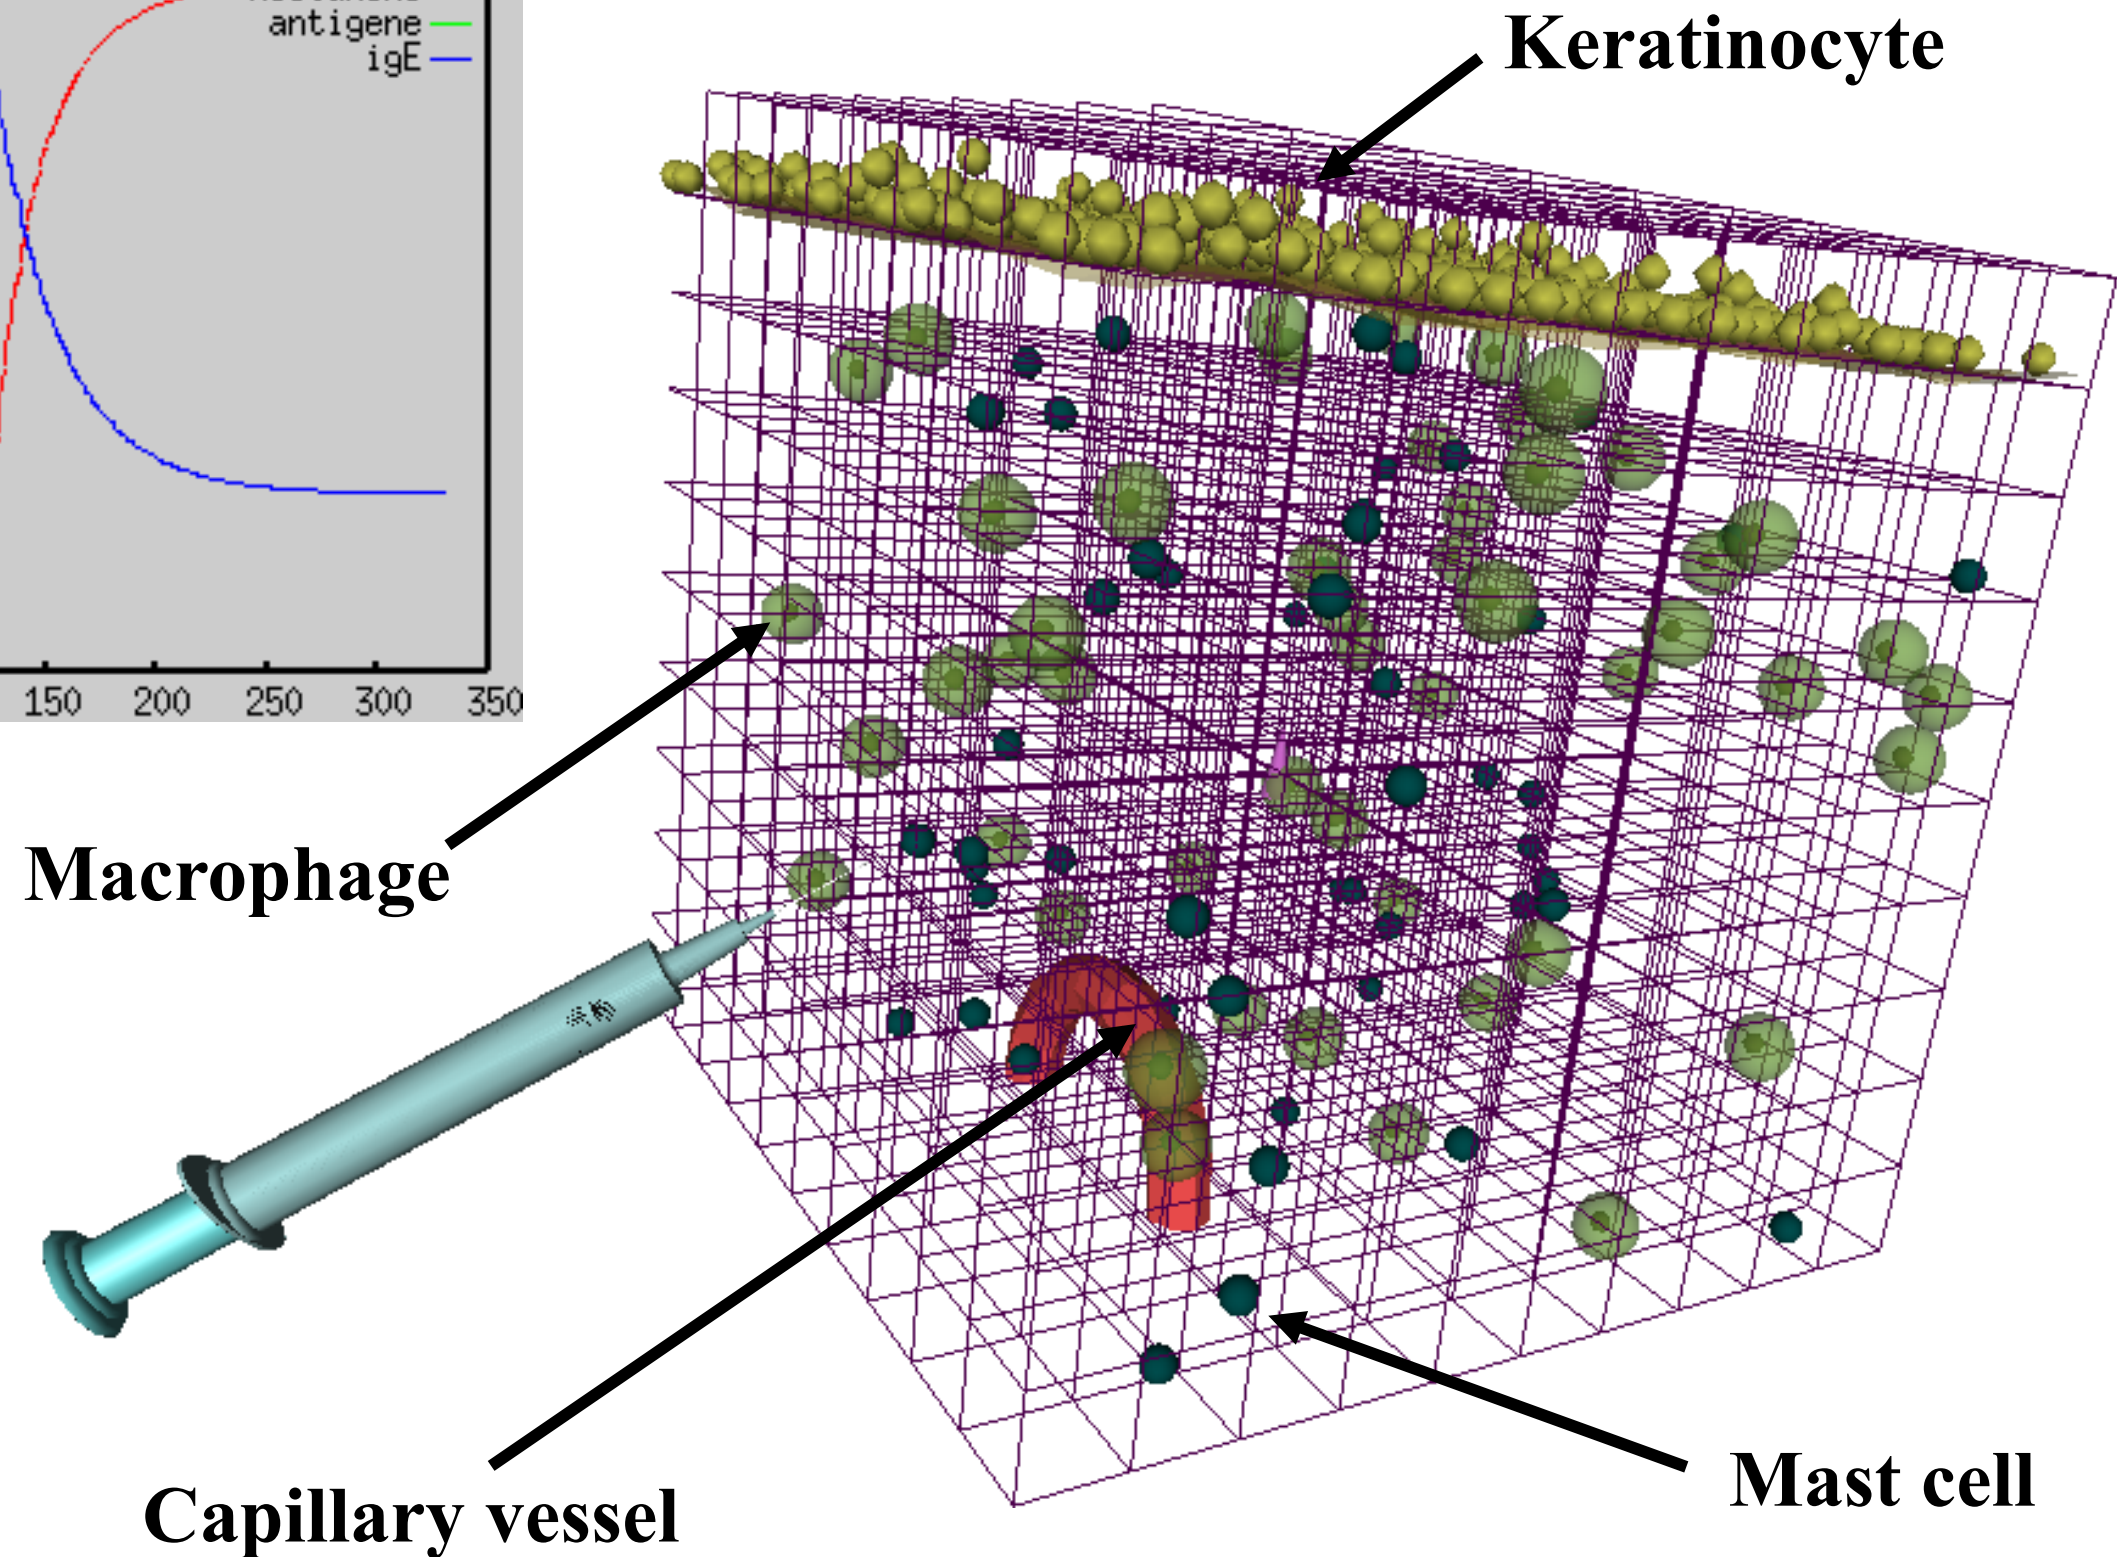 antigene
igE
150 200 250 300 350
Keratinocyte
Macrophage
Capillary vessel
Mast cell